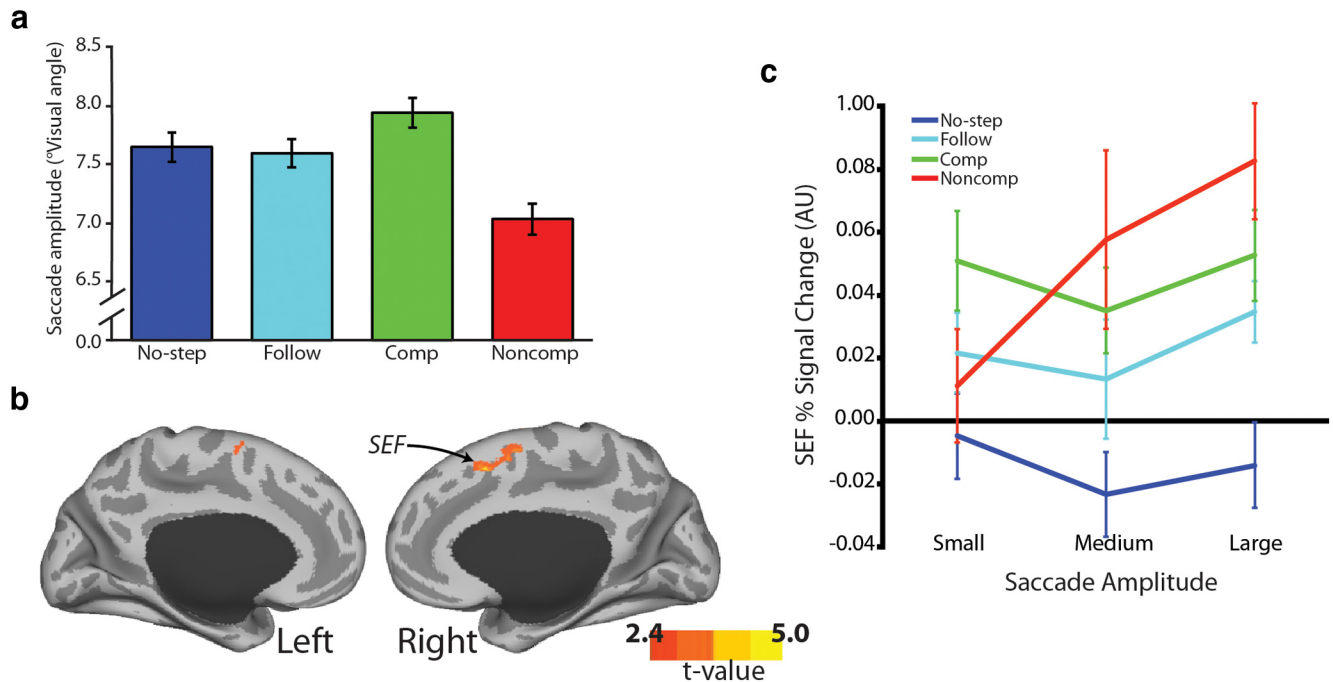 a
Saccade amplitude (°Visual angle)
8.5
8.0
7.5
7.0
6.5
0.0
No-step Follow Comp Noncomp
b
SEF
Left Right
2.4 5.0
t-value
c
SEF % Signal Change (AU)
1.00
0.08
0.06
0.04
0.02
0.00
-0.02
-0.04
No-step
Follow
Comp
Noncomp
Small Medium Large
Saccade Amplitude